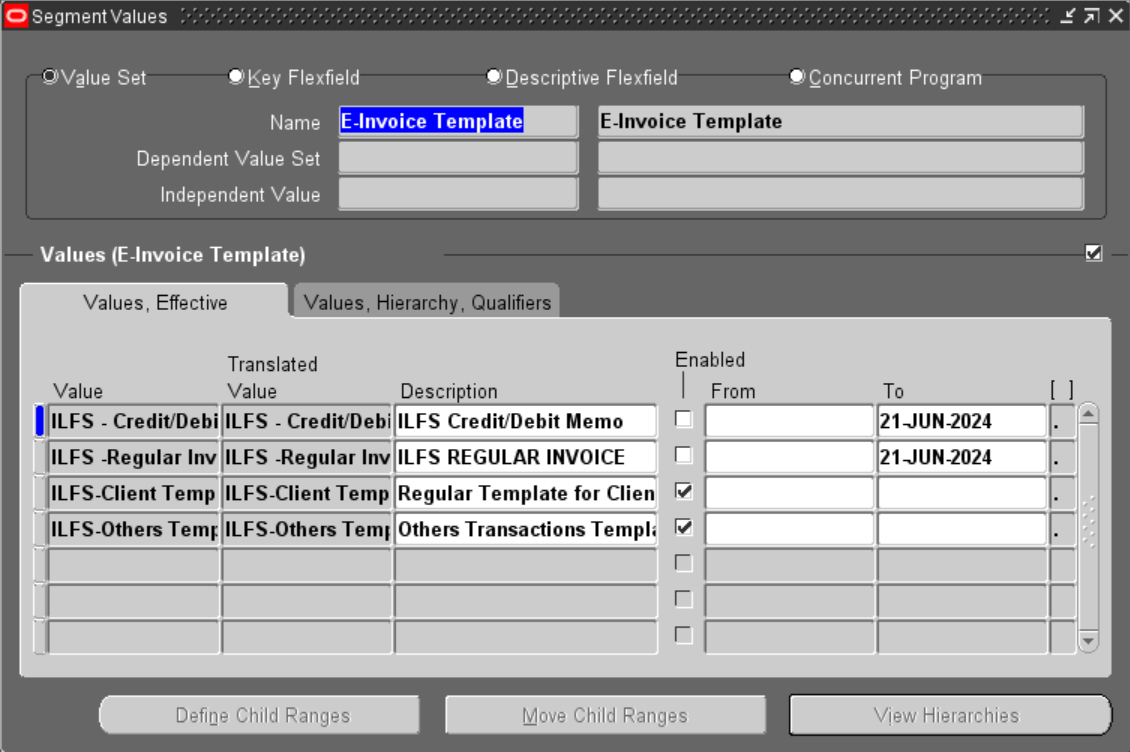 Segment Values
Value Set Key Flexfield Descriptive Flexfield Concurrent Program
Name E-Invoice Template E-Invoice Template
Dependent Value Set
Independent Value
Values (E-Invoice Template)
Values, Effective Values, Hierarchy, Qualifiers
Translated Enabled
Value Value Description From To [ ]
ILFS - Credit/Debi ILFS - Credit/Debi ILFS Credit/Debit Memo 21-JUN-2024 .
ILFS -Regular Inv ILFS -Regular Inv ILFS REGULAR INVOICE 21-JUN-2024 .
ILFS-Client Temp ILFS-Client Temp Regular Template for Clien .
ILFS-Others Temp ILFS-Others Temp Others Transactions Templa .
Define Child Ranges Move Child Ranges View Hierarchies